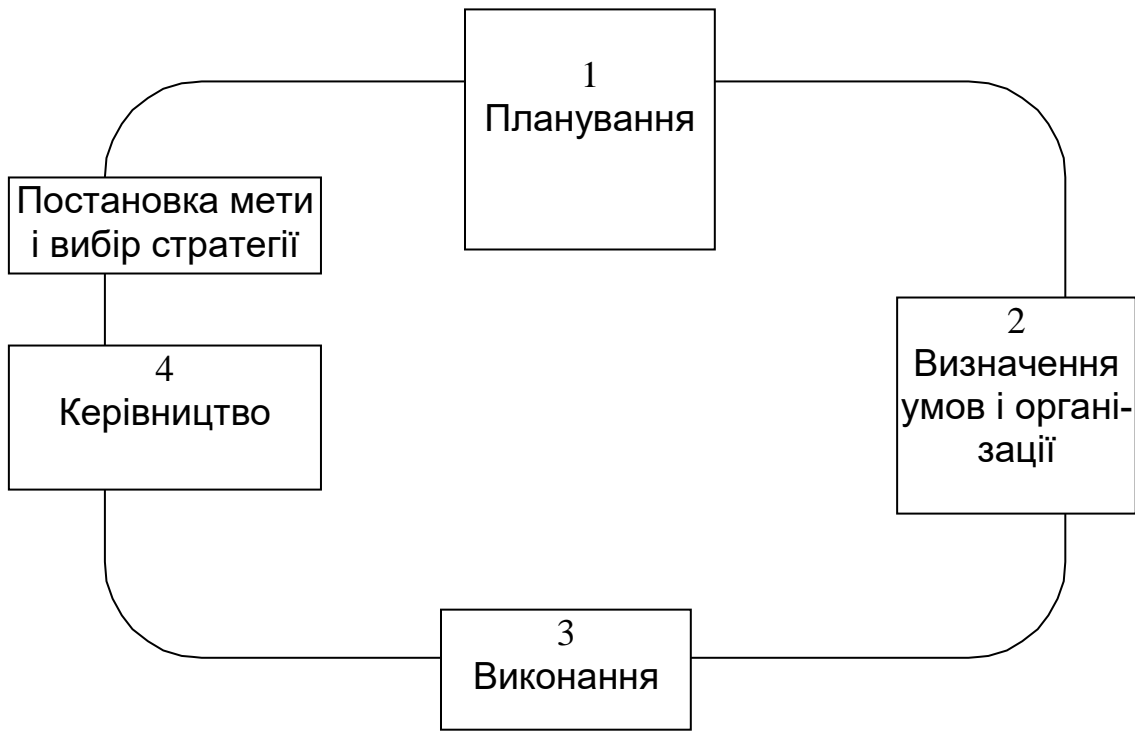 1
Планування
Постановка мети
і вибір стратегії
2
Визначення
умов і органі-
зації
4
Керівництво
3
Виконання